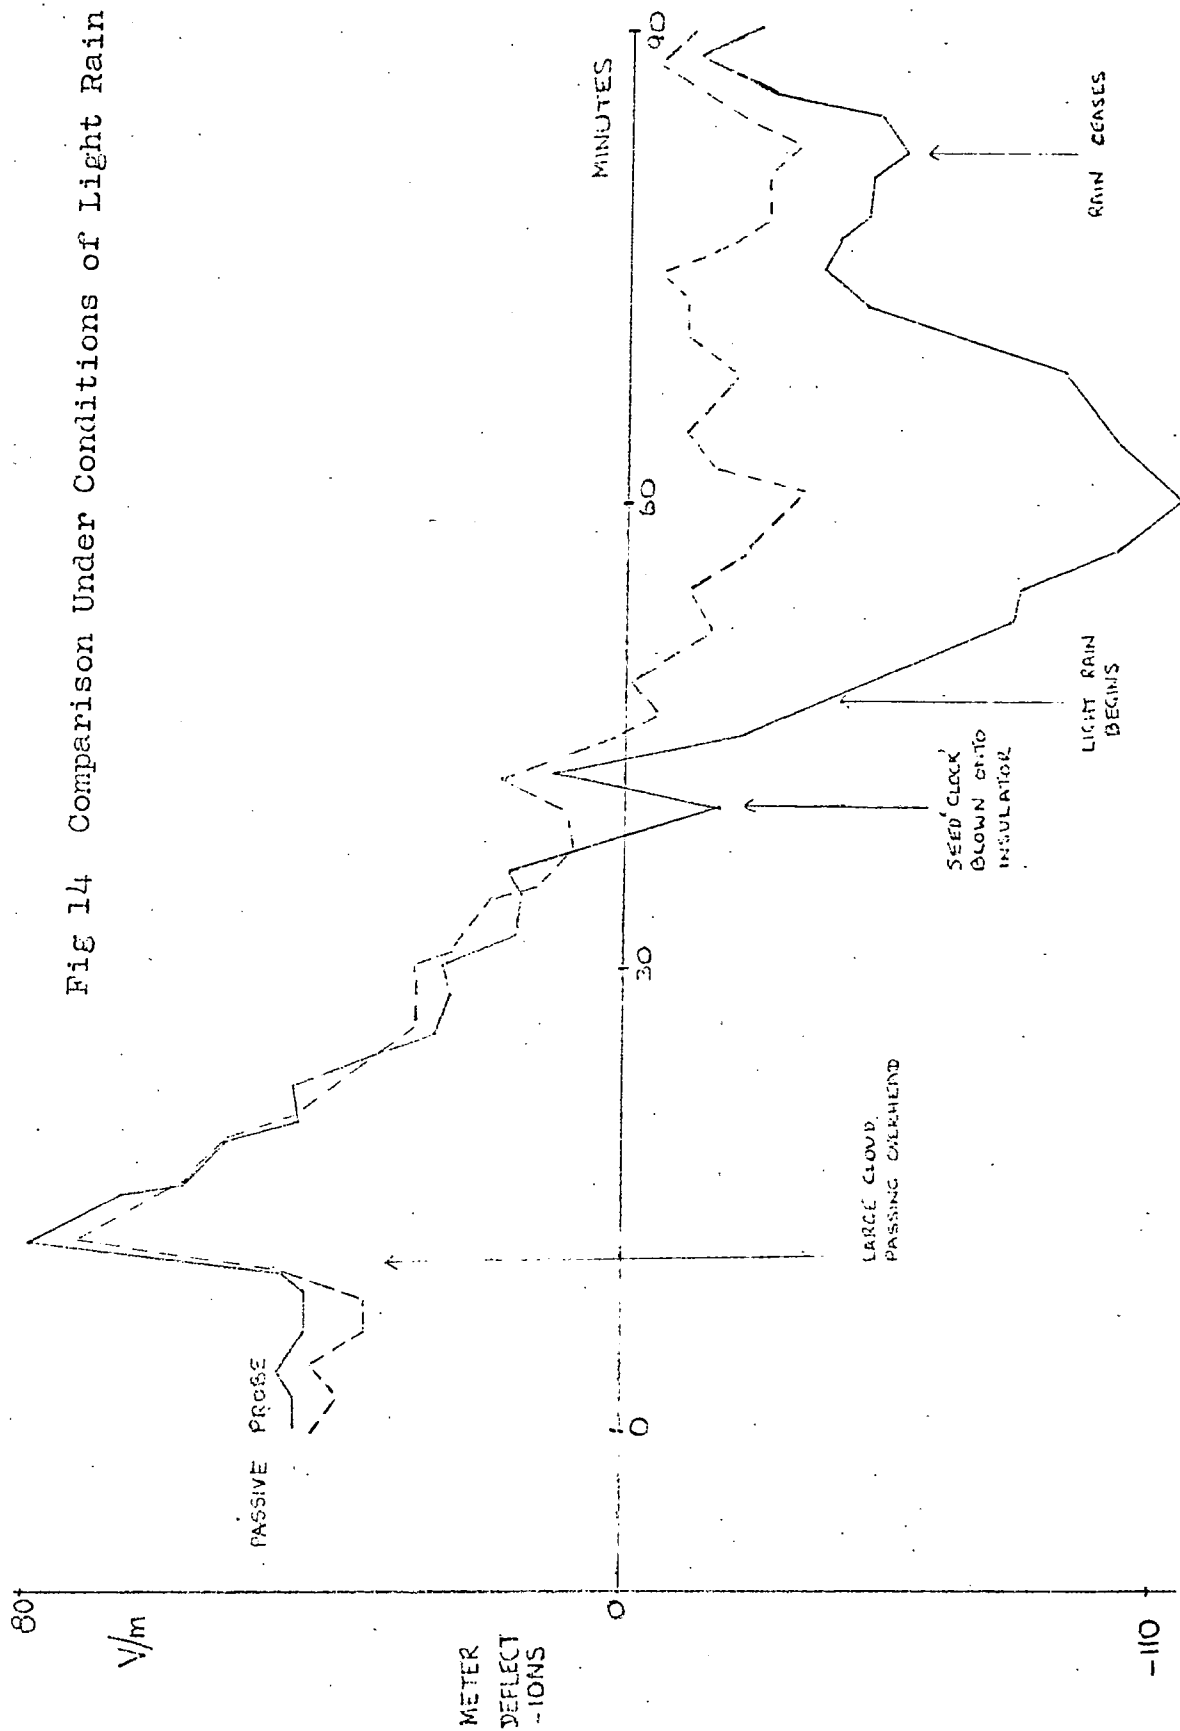 Fig 14 Comparison Under Conditions of Light Rain
80
V/m
METER
DEFLECT
-IONS
0
-110
PASSIVE PROBE
0
30
60
90
MINUTES
LARGE CLOUD
PASSING OVERHEAD
SEED 'CLOCK'
BLOWN ONTO
INSULATOR
LIGHT RAIN
BEGINS
RAIN CEASES